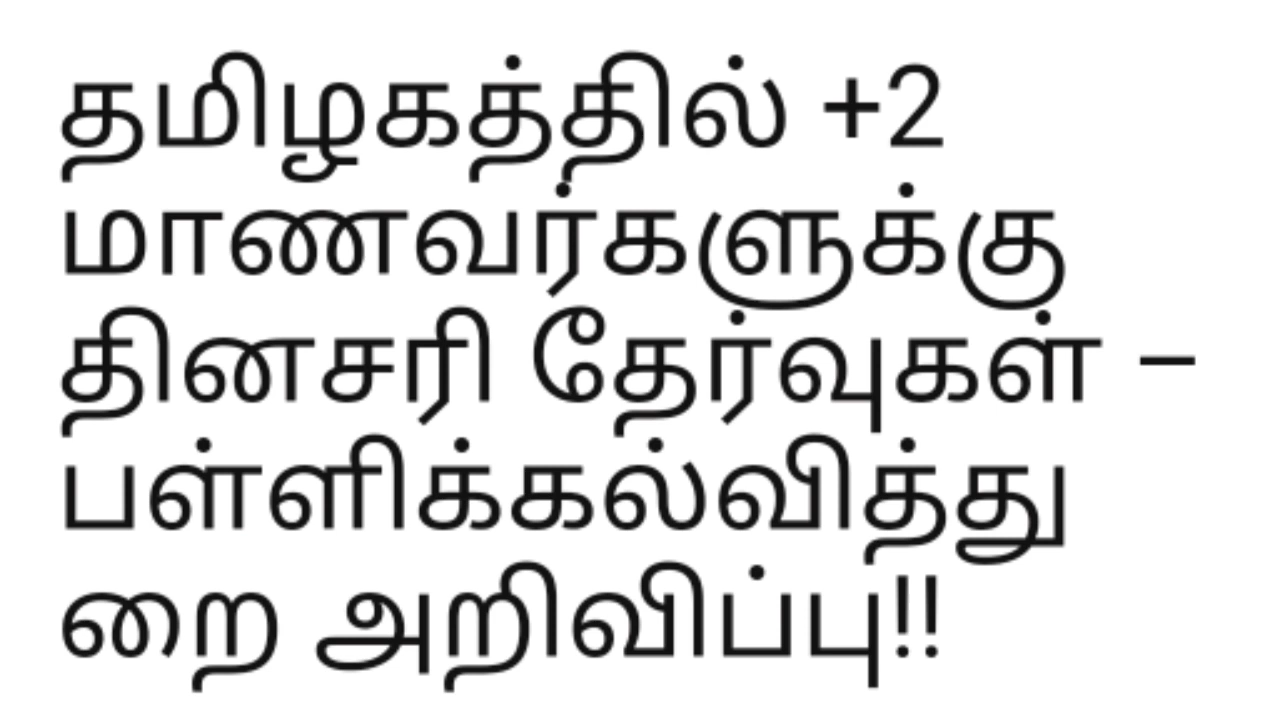 தமிழகத்தில் +2
மாணவர்களுக்கு
தினசரி தேர்வுகள் –
பள்ளிக்கல்வித்து
றை அறிவிப்பு!!